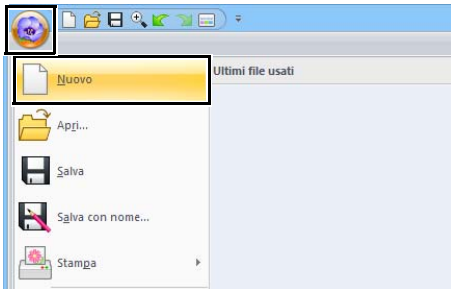 Ultimi file usati
Nuovo
Apri...
Salva
Salva con nome...
Stampa